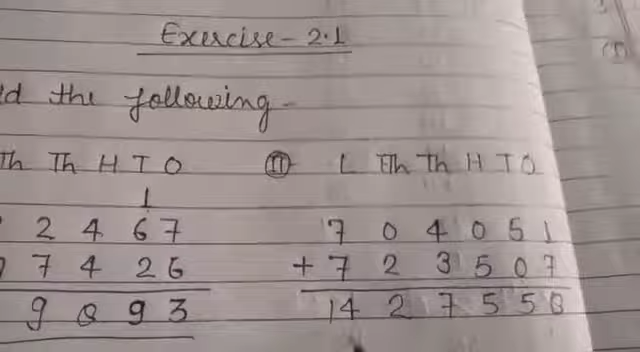 Exercise - 2.1
d the following -
Th Th H T O (II) L TTh Th H T O
1
2 4 6 7 7 0 4 0 5 1
7 4 2 6 + 7 2 3 5 0 7
9 8 9 3 14 2 7 5 5 8